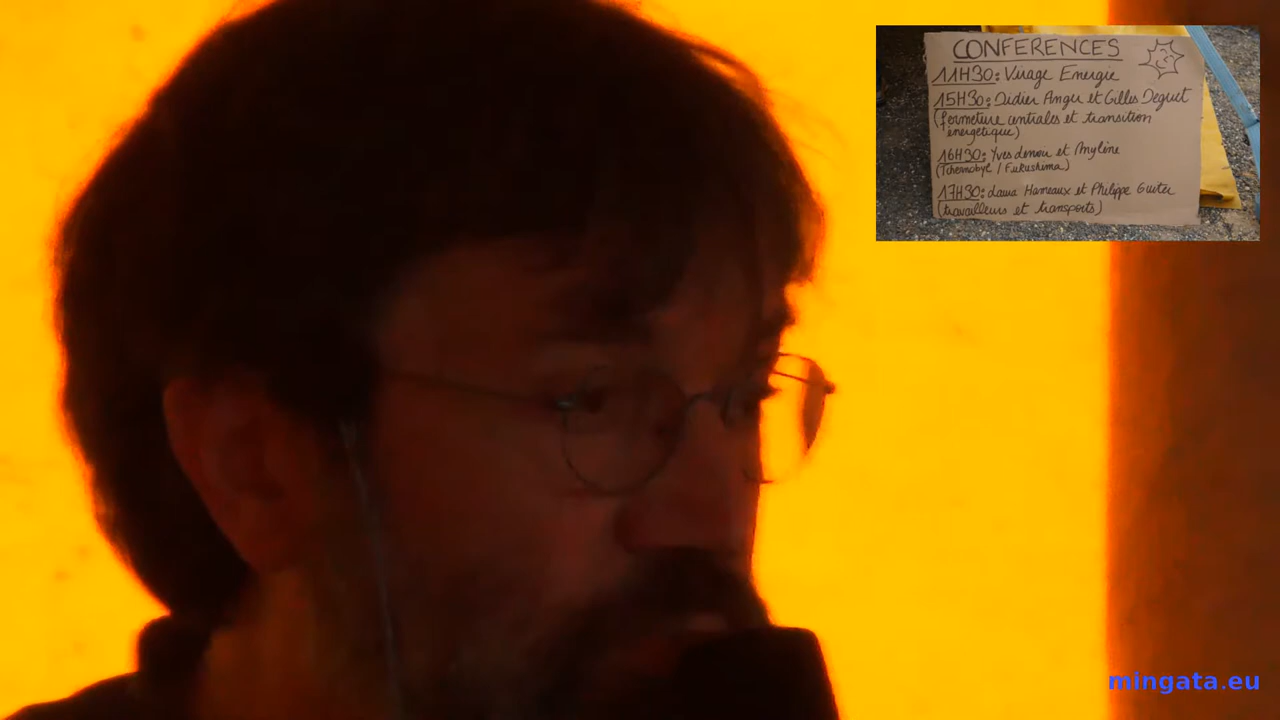 CONFERENCES
11H30: Virage Energie
15H30: Didier Anger et Gilles Deguet
(fermeture centrales et transition
énergétique)
16H30: Yves Lenoir et Mylène
(Tchernobyl / Fukushima)
17H30: Laura Hameaux et Philippe Guiter
(travailleurs et transports)
mingata.eu